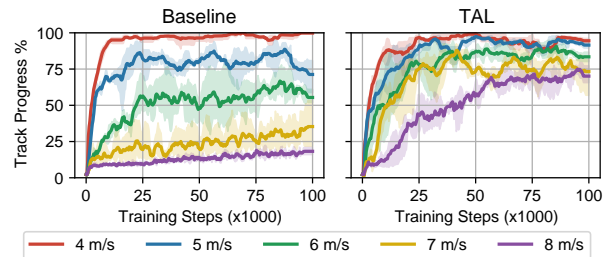 Baseline
TAL
Track Progress %
100
75
50
25
0
0 25 50 75 100
0 25 50 75 100
Training Steps (x1000)
Training Steps (x1000)
4 m/s 5 m/s 6 m/s 7 m/s 8 m/s